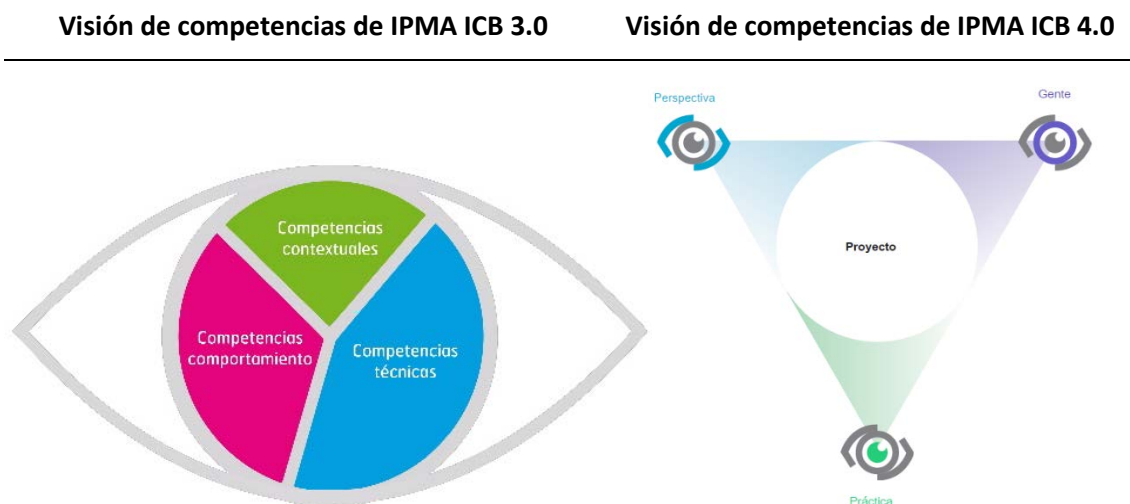 Visión de competencias de IPMA ICB 3.0
Visión de competencias de IPMA ICB 4.0
Competencias
contextuales
Competencias
comportamiento
Competencias
técnicas
Perspectiva
Gente
Proyecto
Práctica